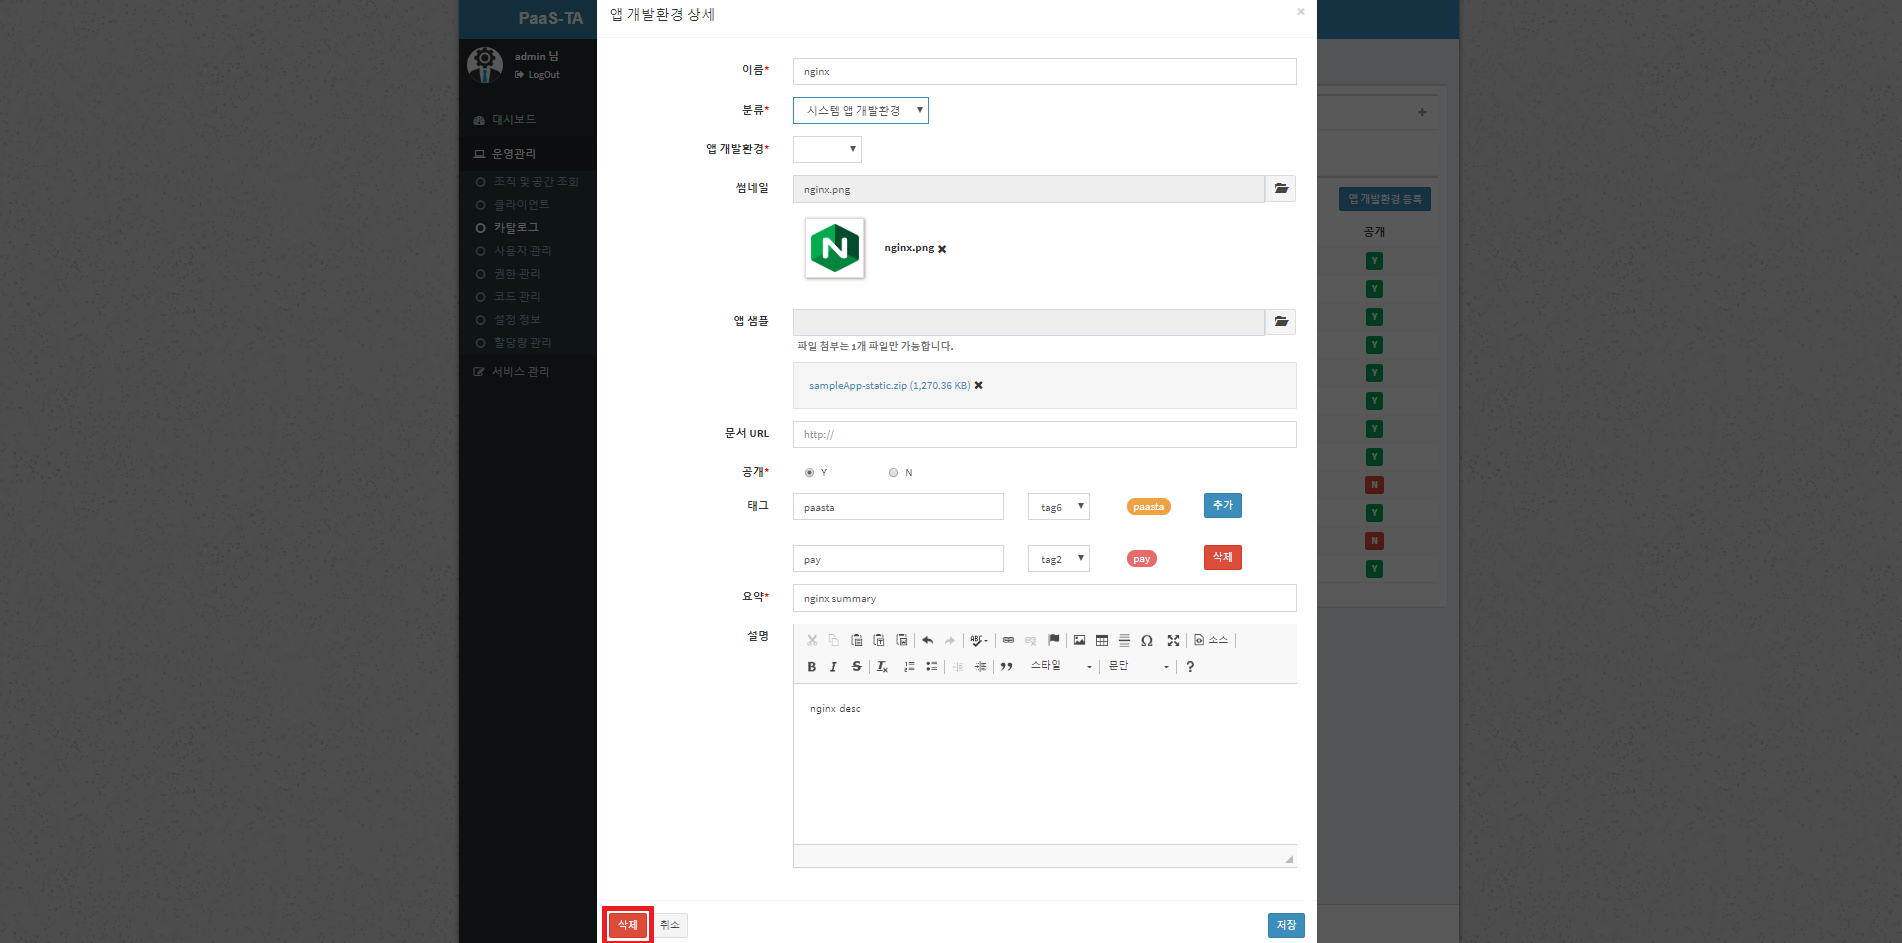 PaaS-TA
admin 님
LogOut
대시보드
운영관리
조직 및 공간 조회
클라이언트
카탈로그
사용자 관리
권한 관리
코드 관리
설정 정보
할당량 관리
서비스 관리
앱 개발환경 상세
×
이름* nginx
분류* 시스템 앱 개발환경
앱 개발환경*
썸네일 nginx.png
N
nginx.png
앱 샘플
파일 첨부는 1개 파일만 가능합니다.
sampleApp-static.zip (1,270.36 KB)
문서 URL http://
공개* Y N
태그 paasta tag6 paasta 추가
pay tag2 pay 삭제
요약* nginx summary
설명
ABC Ω 소스
B I S Tx 스타일 문단 ?
nginx desc
삭제 취소 저장
앱 개발환경 등록
공개
Y
Y
Y
Y
Y
Y
Y
Y
N
Y
N
Y